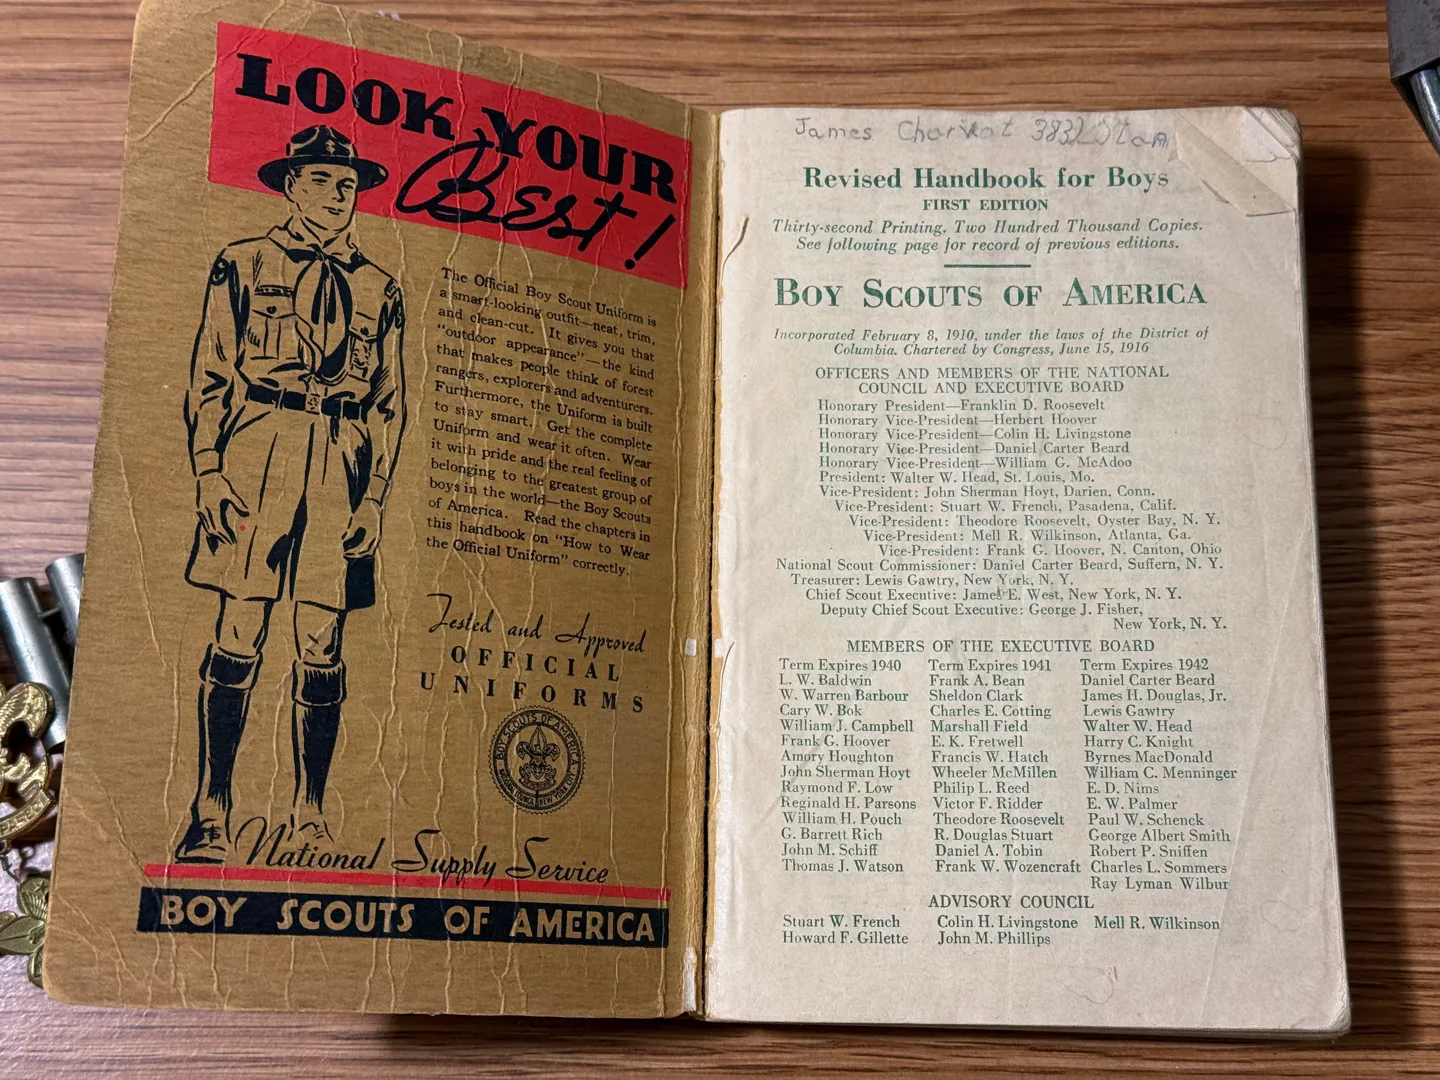 LOOK YOUR
Best!
The Official Boy Scout Uniform is
a smart-looking outfit—neat, trim,
and clean-cut. It gives you that
"outdoor appearance"—the kind
that makes people think of forest
rangers, explorers and adventurers.
Furthermore, the Uniform is built
to stay smart. Get the complete
Uniform and wear it often. Wear
it with pride and the real feeling of
belonging to the greatest group of
boys in the world—the Boy Scouts
of America. Read the chapters in
this handbook on "How to Wear
the Official Uniform" correctly.
Tested and Approved
OFFICIAL
UNIFORMS
BOY SCOUTS OF AMERICA
NATIONAL COUNCIL NEW YORK CITY
National Supply Service
BOY SCOUTS OF AMERICA
James Charvat 3832
Revised Handbook for Boys
FIRST EDITION
Thirty-second Printing. Two Hundred Thousand Copies.
See following page for record of previous editions.
BOY SCOUTS OF AMERICA
Incorporated February 8, 1910, under the laws of the District of
Columbia. Chartered by Congress, June 15, 1916
OFFICERS AND MEMBERS OF THE NATIONAL
COUNCIL AND EXECUTIVE BOARD
Honorary President—Franklin D. Roosevelt
Honorary Vice-President—Herbert Hoover
Honorary Vice-President—Colin H. Livingstone
Honorary Vice-President—Daniel Carter Beard
Honorary Vice-President—William G. McAdoo
President: Walter W. Head, St. Louis, Mo.
Vice-President: John Sherman Hoyt, Darien, Conn.
Vice-President: Stuart W. French, Pasadena, Calif.
Vice-President: Theodore Roosevelt, Oyster Bay, N. Y.
Vice-President: Mell R. Wilkinson, Atlanta, Ga.
Vice-President: Frank G. Hoover, N. Canton, Ohio
National Scout Commissioner: Daniel Carter Beard, Suffern, N. Y.
Treasurer: Lewis Gawtry, New York, N. Y.
Chief Scout Executive: James E. West, New York, N. Y.
Deputy Chief Scout Executive: George J. Fisher,
New York, N. Y.
MEMBERS OF THE EXECUTIVE BOARD
Term Expires 1940
L. W. Baldwin
W. Warren Barbour
Cary W. Bok
William J. Campbell
Frank G. Hoover
Amory Houghton
John Sherman Hoyt
Raymond F. Low
Reginald H. Parsons
William H. Pouch
G. Barrett Rich
John M. Schiff
Thomas J. Watson
Term Expires 1941
Frank A. Bean
Sheldon Clark
Charles E. Cotting
Marshall Field
E. K. Fretwell
Francis W. Hatch
Wheeler McMillen
Philip L. Reed
Victor F. Ridder
Theodore Roosevelt
R. Douglas Stuart
Daniel A. Tobin
Frank W. Wozencraft
Term Expires 1942
Daniel Carter Beard
James H. Douglas, Jr.
Lewis Gawtry
Walter W. Head
Harry C. Knight
Byrnes MacDonald
William C. Menninger
E. D. Nims
E. W. Palmer
Paul W. Schenck
George Albert Smith
Robert P. Sniffen
Charles L. Sommers
Ray Lyman Wilbur
ADVISORY COUNCIL
Stuart W. French Colin H. Livingstone Mell R. Wilkinson
Howard F. Gillette John M. Phillips